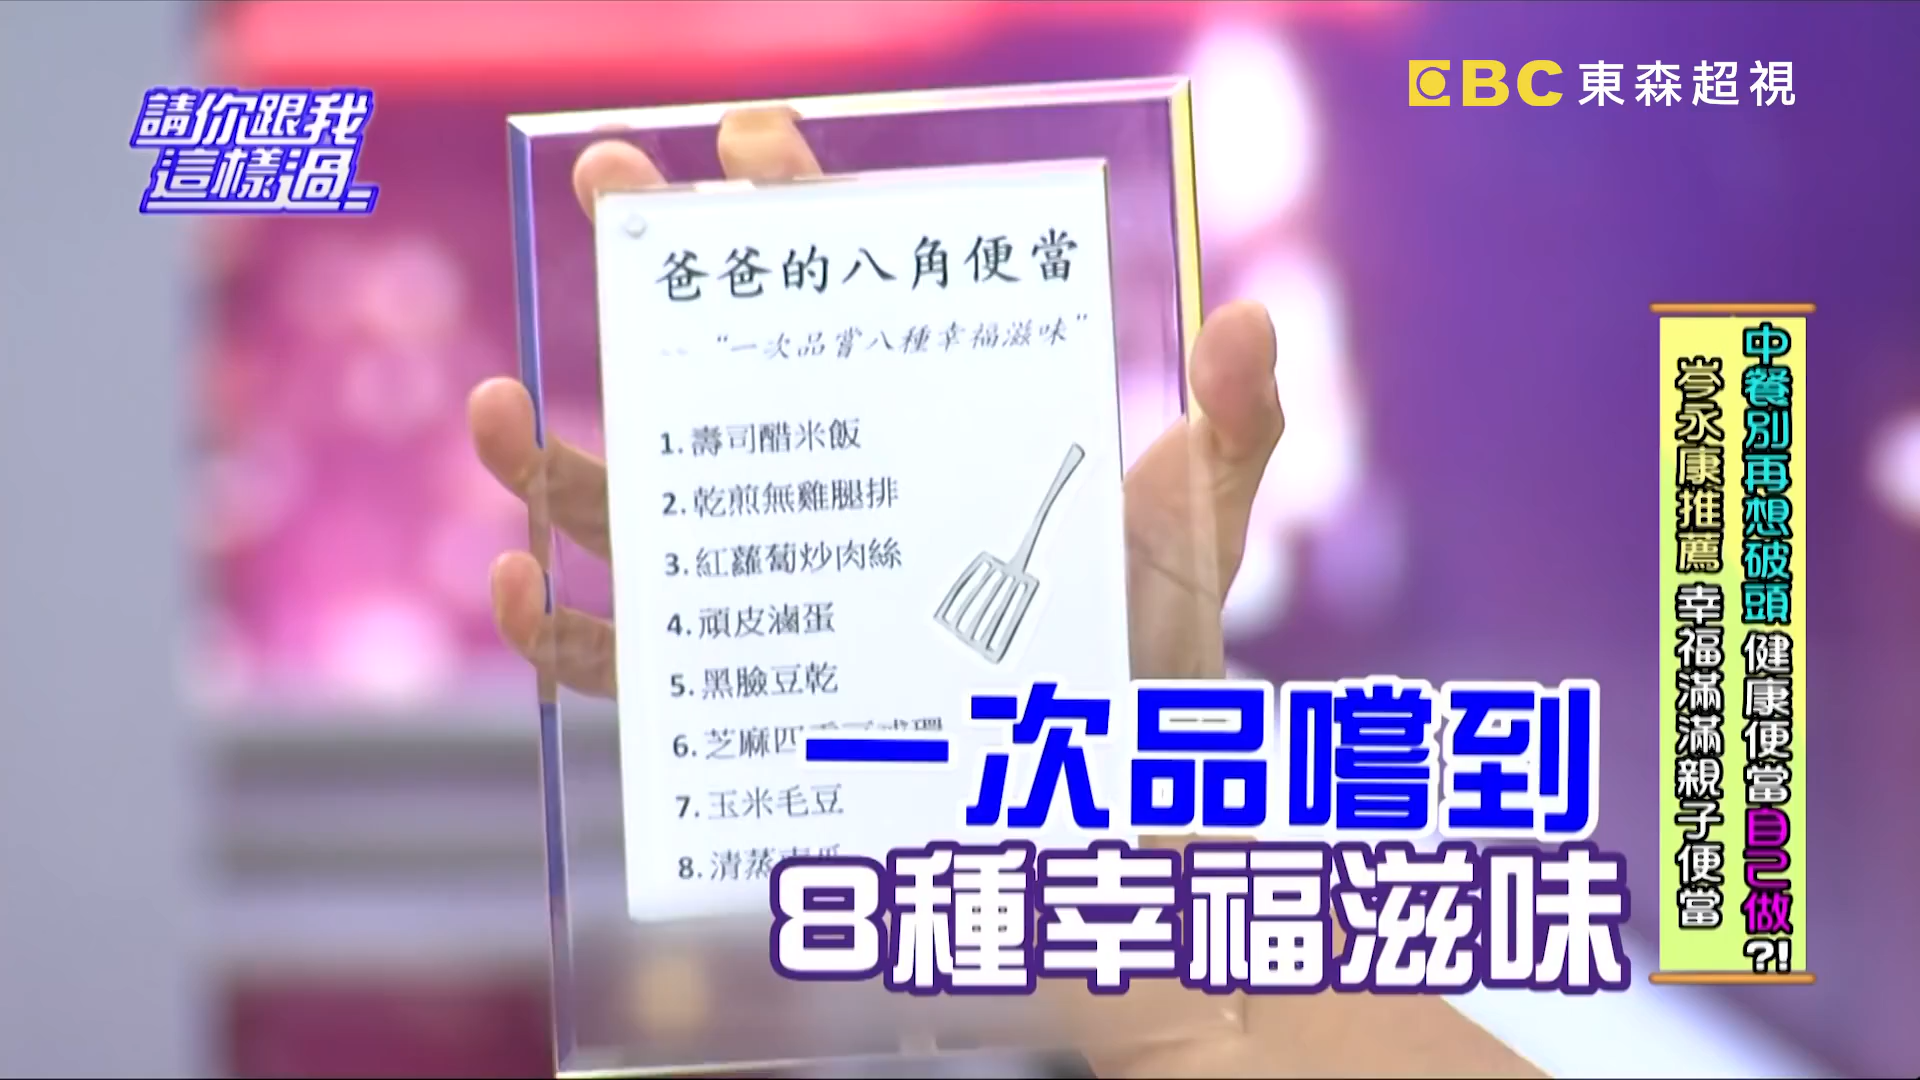 請你跟我
這樣過
EBC 東森超視
爸爸的八角便當
"一次品嘗八種幸福滋味"
1. 壽司醋米飯
2. 乾煎無雞腿排
3. 紅蘿蔔炒肉絲
4. 頑皮滷蛋
5. 黑臉豆乾
6. 芝麻四
7. 玉米毛豆
8. 清蒸
一次品嚐到
8種幸福滋味
中餐別再想破頭 健康便當自己做?!
岑永康推薦 幸福滿滿親子便當